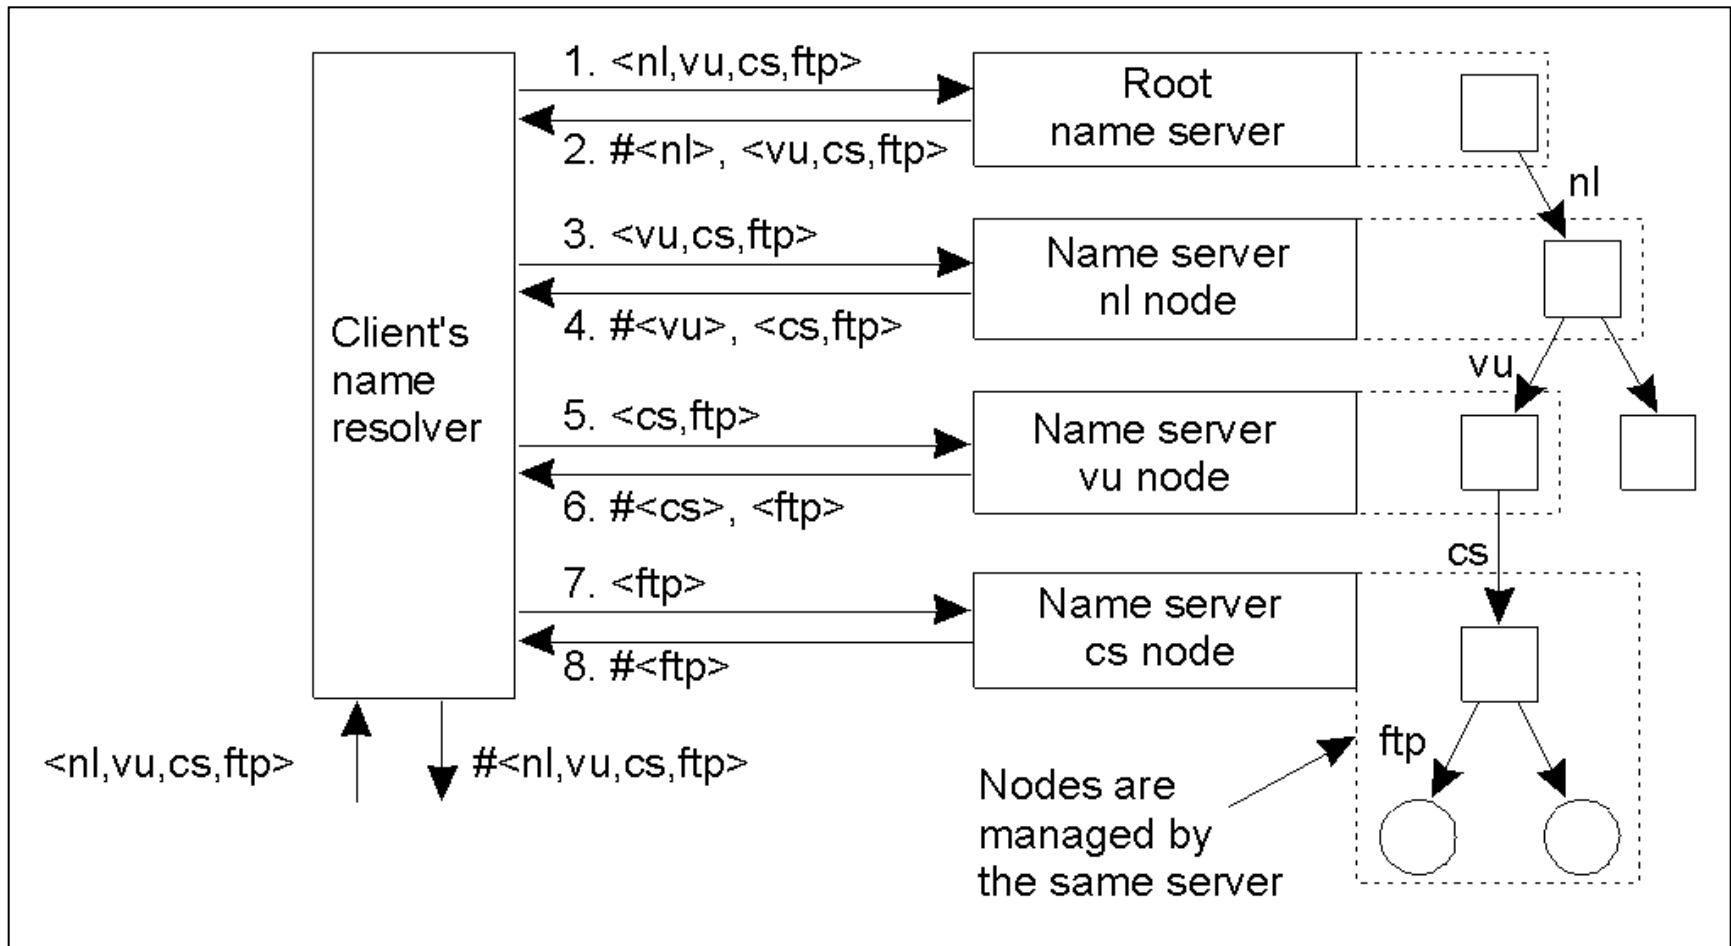 1. <nl,vu,cs,ftp>
2. #<nl>, <vu,cs,ftp>
Root
name server
nl
3. <vu,cs,ftp>
4. #<vu>, <cs,ftp>
Name server
nl node
vu
Client's
name
resolver
5. <cs,ftp>
6. #<cs>, <ftp>
Name server
vu node
cs
7. <ftp>
8. #<ftp>
Name server
cs node
ftp
<nl,vu,cs,ftp>
#<nl,vu,cs,ftp>
Nodes are
managed by
the same server